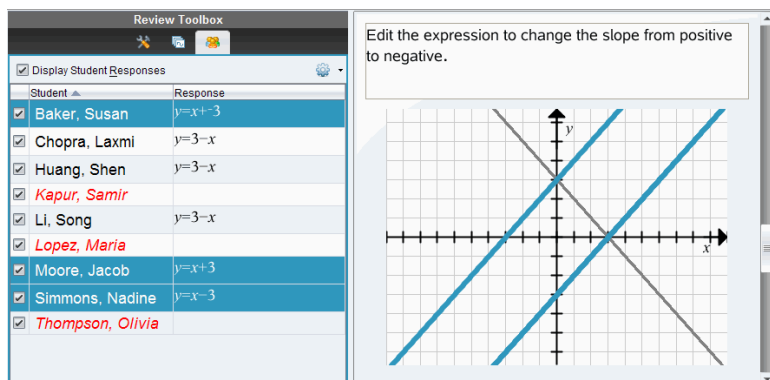 Review Toolbox
Display Student Responses
Student Response
Baker, Susan y=x+-3
Chopra, Laxmi y=3-x
Huang, Shen y=3-x
Kapur, Samir
Li, Song y=3-x
Lopez, Maria
Moore, Jacob y=x+3
Simmons, Nadine y=x-3
Thompson, Olivia
Edit the expression to change the slope from positive
to negative.
y
x